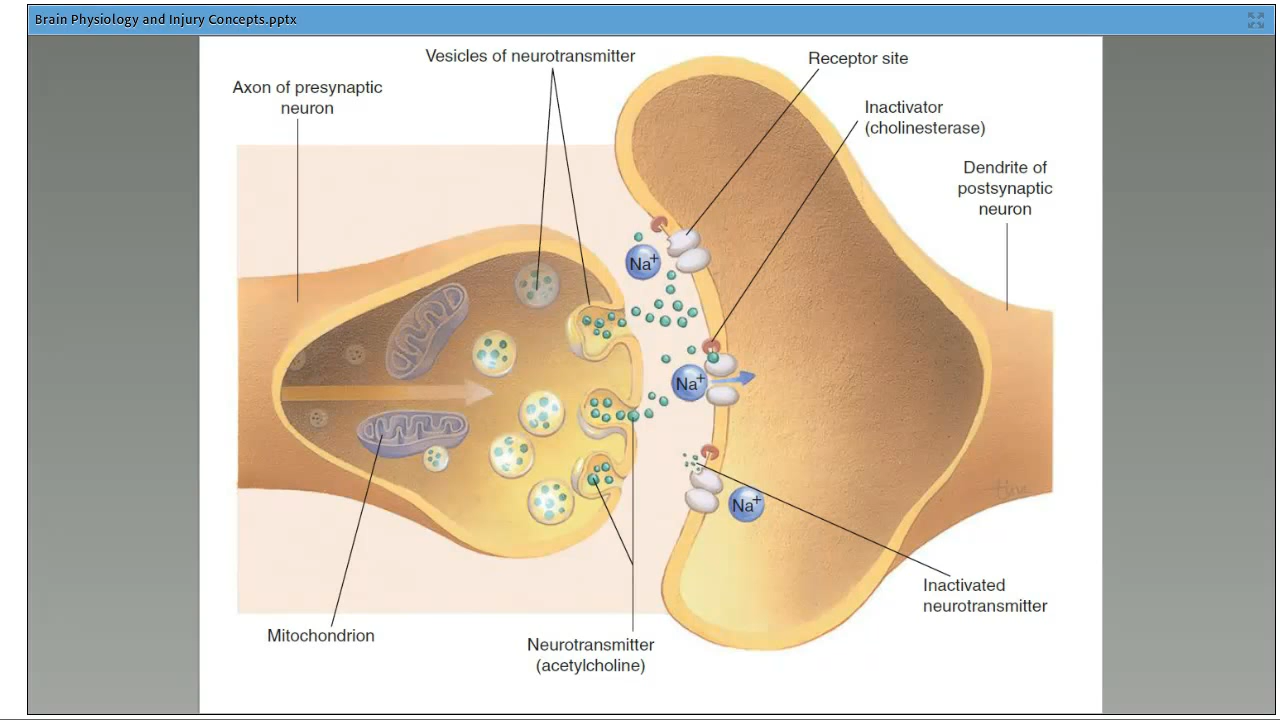 Brain Physiology and Injury Concepts.pptx
Vesicles of neurotransmitter
Receptor site
Axon of presynaptic
neuron
Inactivator
(cholinesterase)
Dendrite of
postsynaptic
neuron
Na+
Na+
Na+
Inactivated
neurotransmitter
Mitochondrion
Neurotransmitter
(acetylcholine)